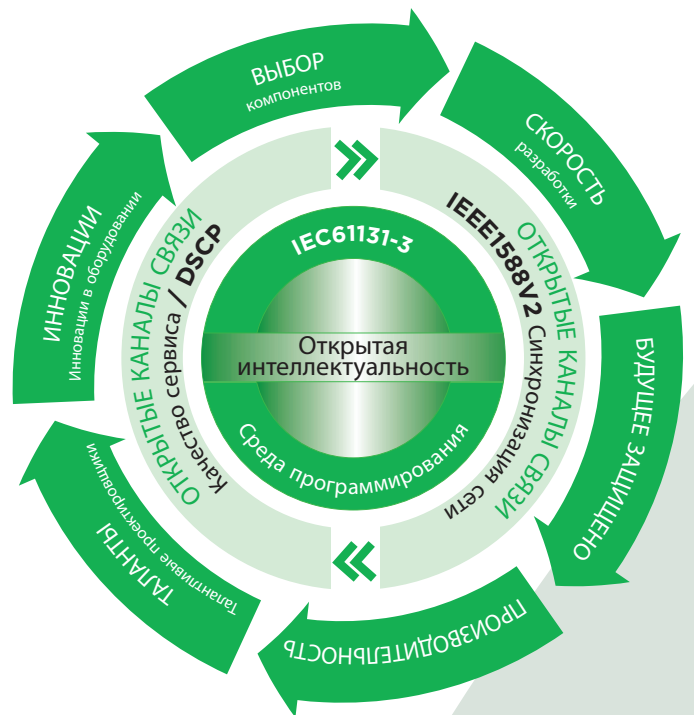 ВЫБОР
компонентов
СКОРОСТЬ
разработки
БУДУЩЕЕ ЗАЩИЩЕНО
ПРОИЗВОДИТЕЛЬНОСТЬ
ТАЛАНТЫ
Талантливые проектировщики
ИННОВАЦИИ
Инновации в оборудовании
ОТКРЫТЫЕ КАНАЛЫ СВЯЗИ
Качество сервиса / DSCP
ОТКРЫТЫЕ КАНАЛЫ СВЯЗИ
IEEE1588V2 Синхронизация сети
IEC61131-3
Открытая
интеллектуальность
Среда программирования